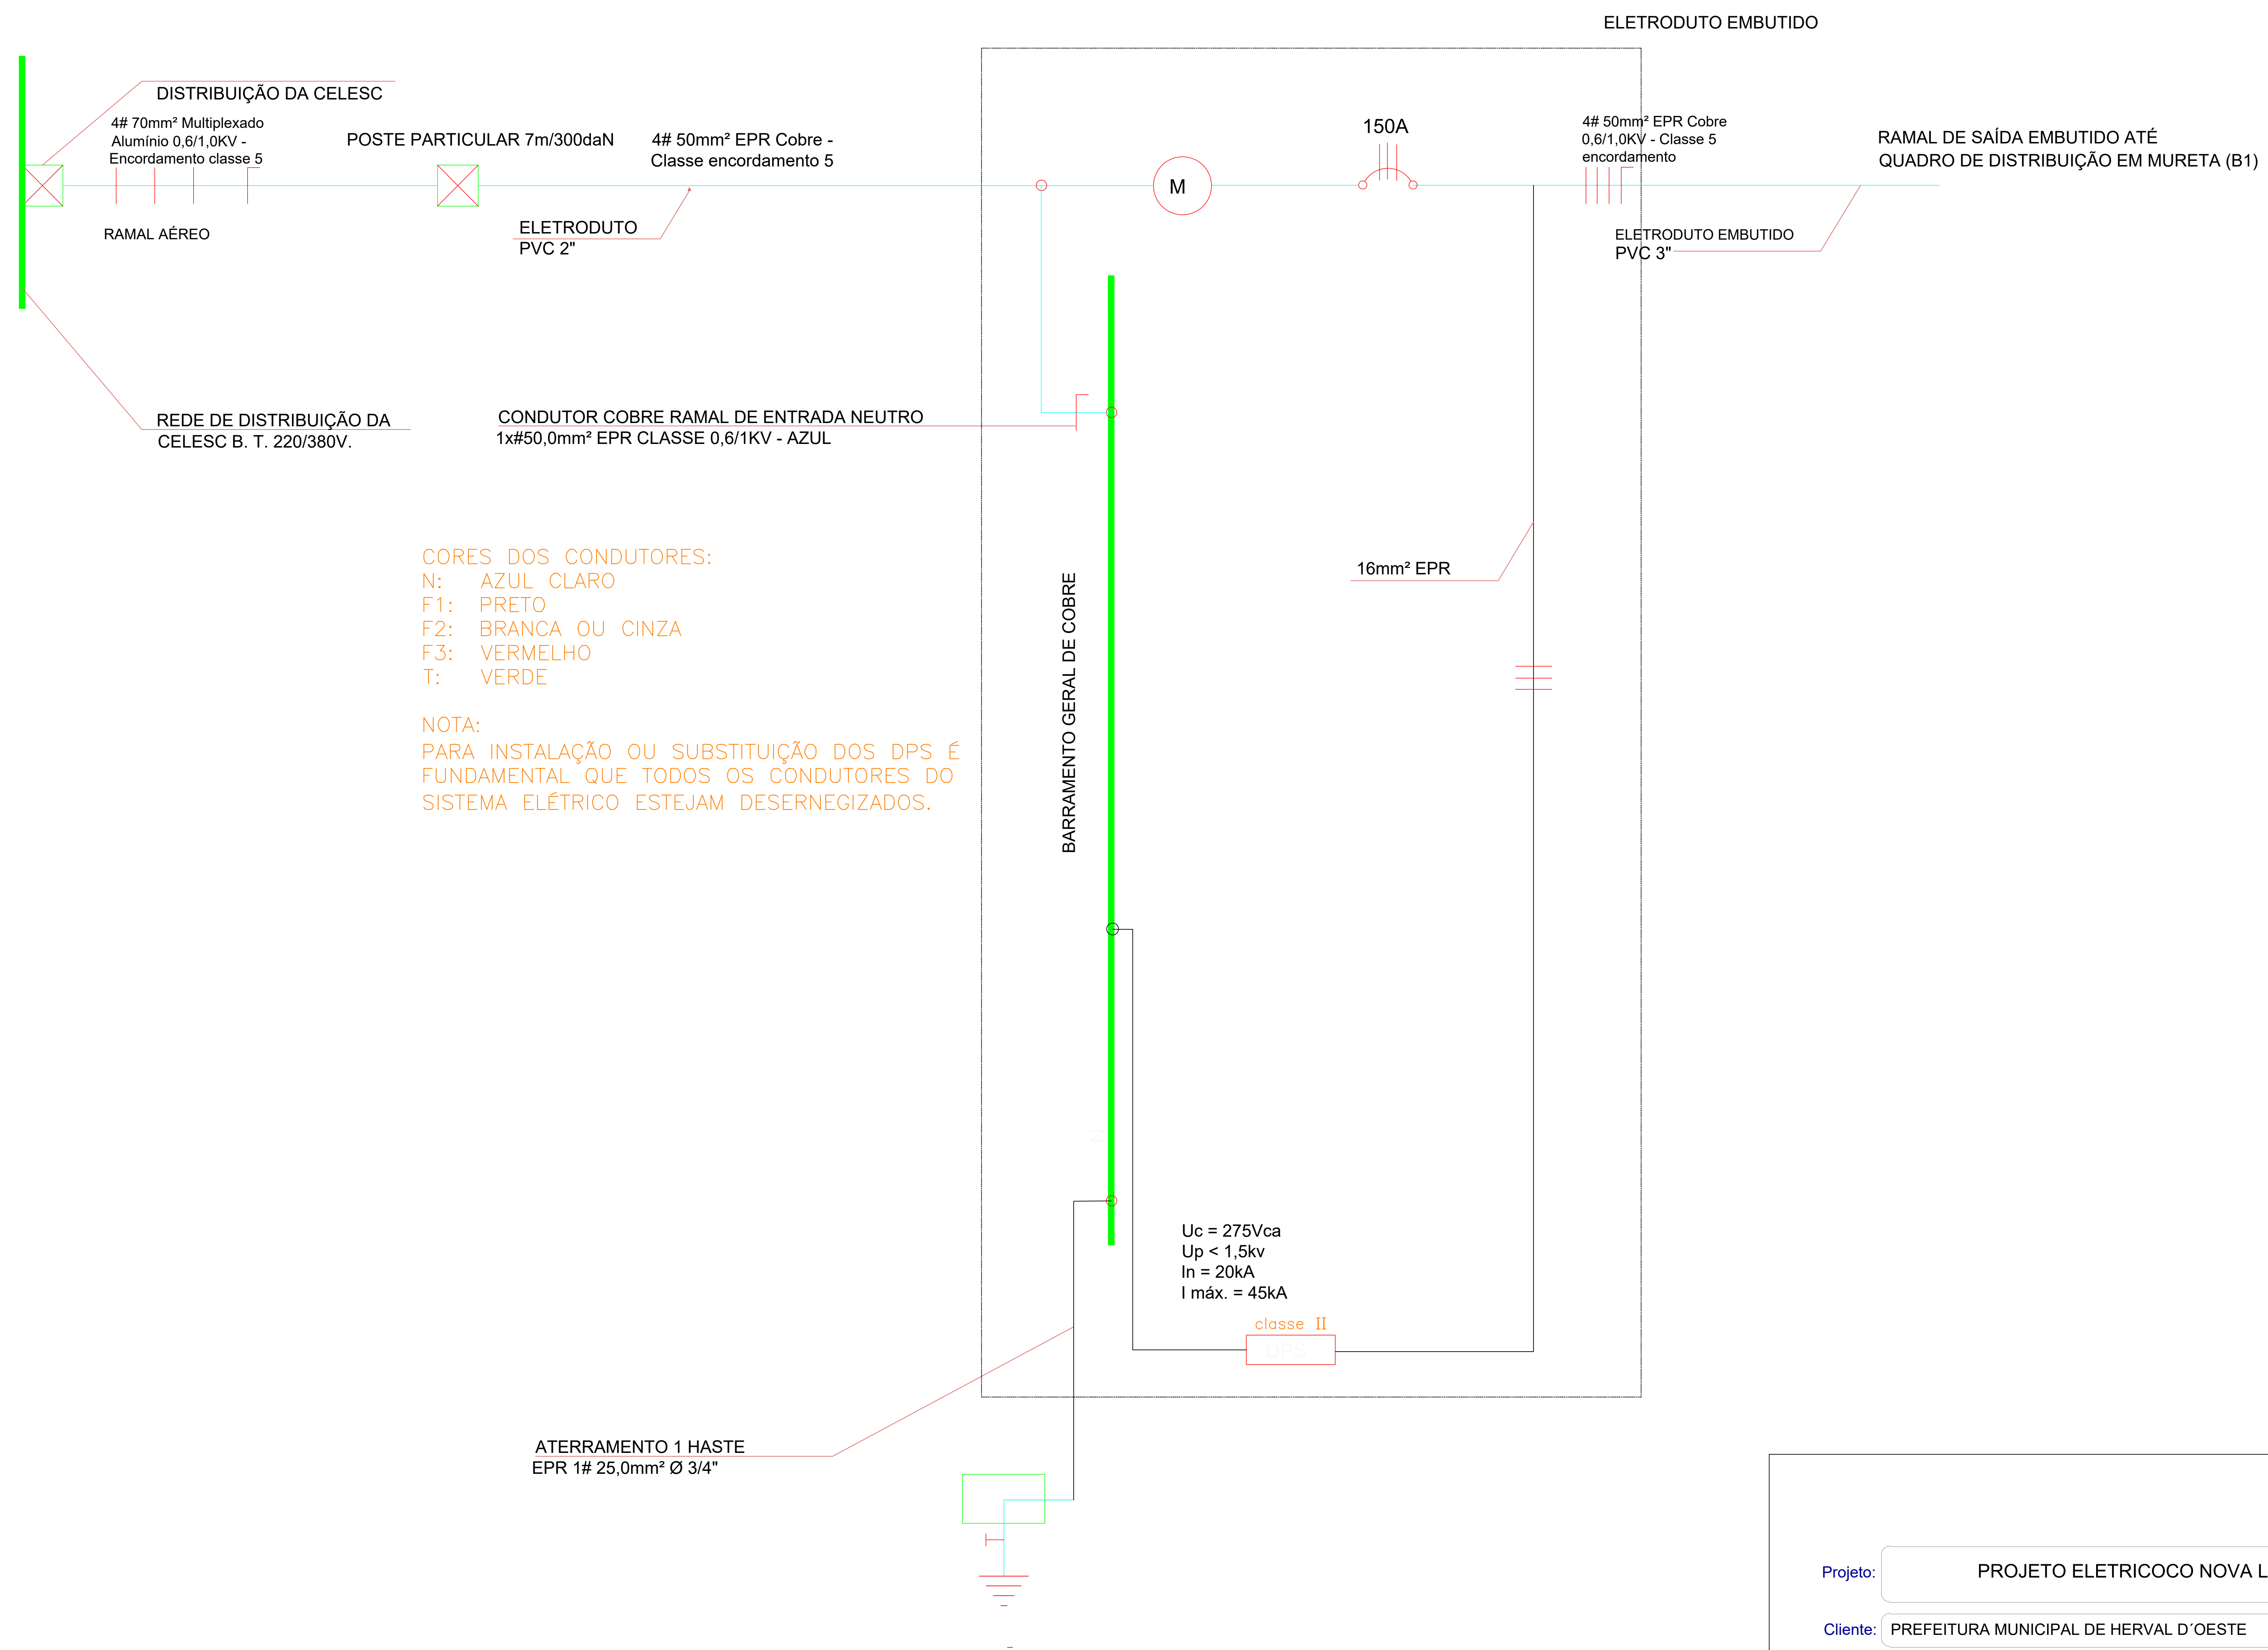 ELETRODUTO EMBUTIDO
DISTRIBUIÇÃO DA CELESC
4# 70mm² Multiplexado
Alumínio 0,6/1,0KV -
Encordamento classe 5
RAMAL AÉREO
POSTE PARTICULAR 7m/300daN
4# 50mm² EPR Cobre -
Classe encordamento 5
ELETRODUTO
PVC 2"
M
150A
4# 50mm² EPR Cobre
0,6/1,0KV - Classe 5
encordamento
RAMAL DE SAÍDA EMBUTIDO ATÉ
QUADRO DE DISTRIBUIÇÃO EM MURETA (B1)
ELETRODUTO EMBUTIDO
PVC 3"
REDE DE DISTRIBUIÇÃO DA
CELESC B. T. 220/380V.
CONDUTOR COBRE RAMAL DE ENTRADA NEUTRO
1x#50,0mm² EPR CLASSE 0,6/1KV - AZUL
CORES DOS CONDUTORES:
N: AZUL CLARO
F1: PRETO
F2: BRANCA OU CINZA
F3: VERMELHO
T: VERDE
NOTA:
PARA INSTALAÇÃO OU SUBSTITUIÇÃO DOS DPS É
FUNDAMENTAL QUE TODOS OS CONDUTORES DO
SISTEMA ELÉTRICO ESTEJAM DESERNEGIZADOS.
BARRAMENTO GERAL DE COBRE
16mm² EPR
N
Uc = 275Vca
Up < 1,5kv
In = 20kA
I máx. = 45kA
classe II
DPS
ATERRAMENTO 1 HASTE
EPR 1# 25,0mm² Ø 3/4"
Projeto: PROJETO ELETRICOCO NOVA L
Cliente: PREFEITURA MUNICIPAL DE HERVAL D´OESTE